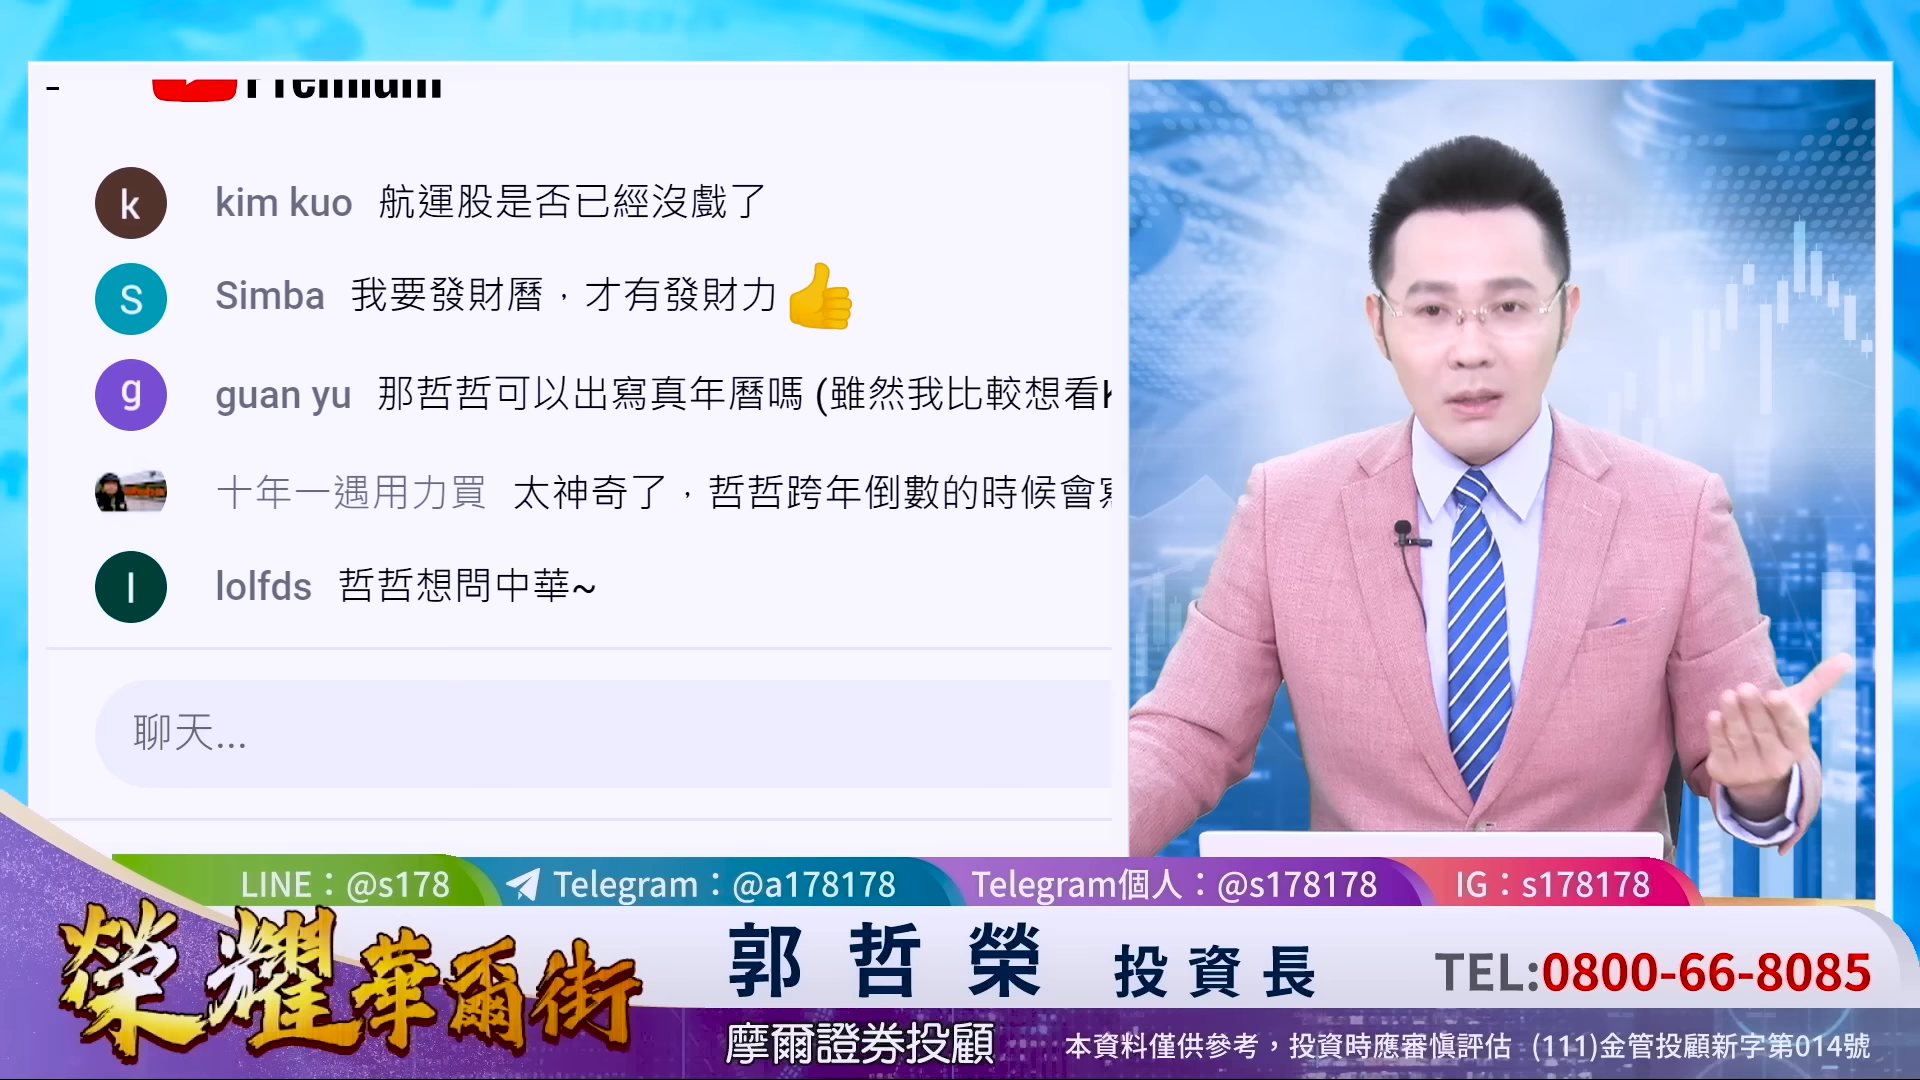 Premium
k kim kuo 航運股是否已經沒戲了
S Simba 我要發財曆，才有發財力
g guan yu 那哲哲可以出寫真年曆嗎 (雖然我比較想看
十年一遇用力買 太神奇了，哲哲跨年倒數的時候會
l lolfds 哲哲想問中華~
聊天...
LINE：@s178 Telegram：@a178178 Telegram個人：@s178178 IG：s178178
榮耀華爾街
郭哲榮 投資長 TEL:0800-66-8085
摩爾證券投顧 本資料僅供參考，投資時應審慎評估 (111)金管投顧新字第014號